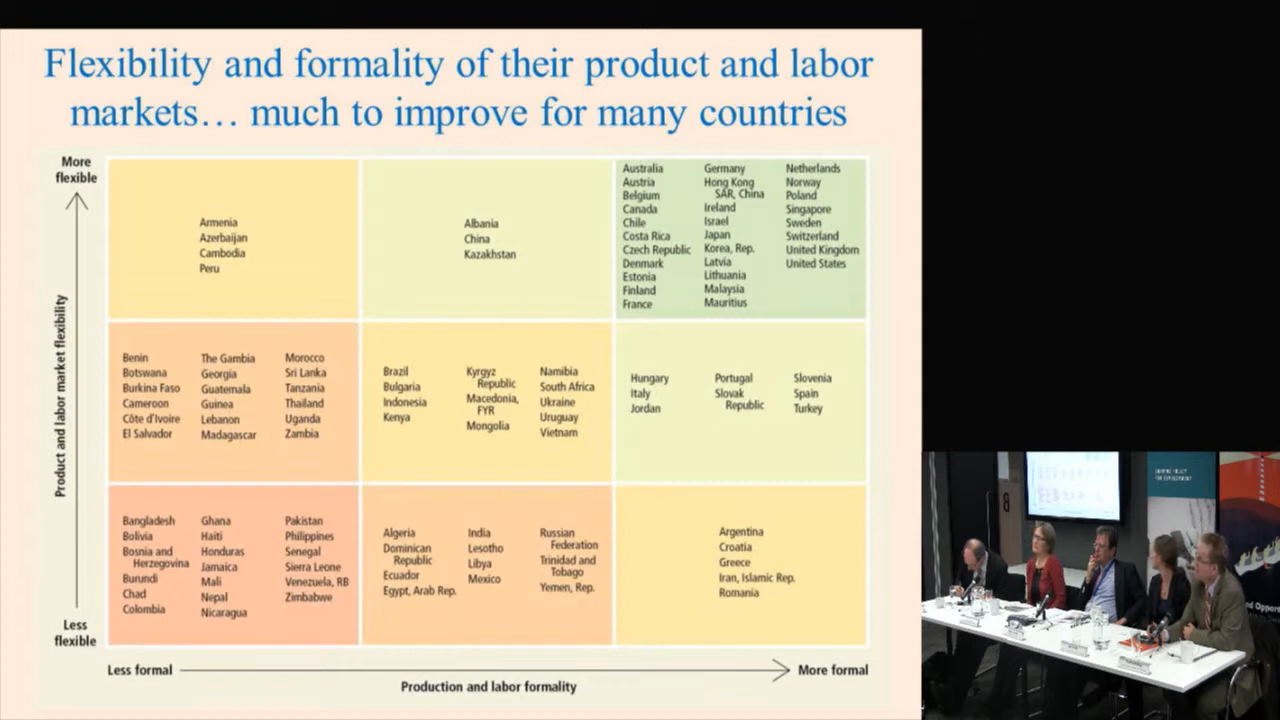 Flexibility and formality of their product and labor
markets… much to improve for many countries
More
flexible
Product and labor market flexibility
Less
flexible
Armenia
Azerbaijan
Cambodia
Peru
Albania
China
Kazakhstan
Australia
Austria
Belgium
Canada
Chile
Costa Rica
Czech Republic
Denmark
Estonia
Finland
France
Germany
Hong Kong
SAR, China
Ireland
Israel
Japan
Korea, Rep.
Latvia
Lithuania
Malaysia
Mauritius
Netherlands
Norway
Poland
Singapore
Sweden
Switzerland
United Kingdom
United States
Benin
Botswana
Burkina Faso
Cameroon
Côte d'Ivoire
El Salvador
The Gambia
Georgia
Guatemala
Guinea
Lebanon
Madagascar
Morocco
Sri Lanka
Tanzania
Thailand
Uganda
Zambia
Brazil
Bulgaria
Indonesia
Kenya
Kyrgyz
Republic
Macedonia,
FYR
Mongolia
Namibia
South Africa
Ukraine
Uruguay
Vietnam
Hungary
Italy
Jordan
Portugal
Slovak
Republic
Slovenia
Spain
Turkey
Bangladesh
Bolivia
Bosnia and
Herzegovina
Burundi
Chad
Colombia
Ghana
Haiti
Honduras
Jamaica
Mali
Nepal
Nicaragua
Pakistan
Philippines
Senegal
Sierra Leone
Venezuela, RB
Zimbabwe
Algeria
Dominican
Republic
Ecuador
Egypt, Arab Rep.
India
Lesotho
Libya
Mexico
Russian
Federation
Trinidad and
Tobago
Yemen, Rep.
Argentina
Croatia
Greece
Iran, Islamic Rep.
Romania
Less formal
More formal
Production and labor formality
8
nd Opport